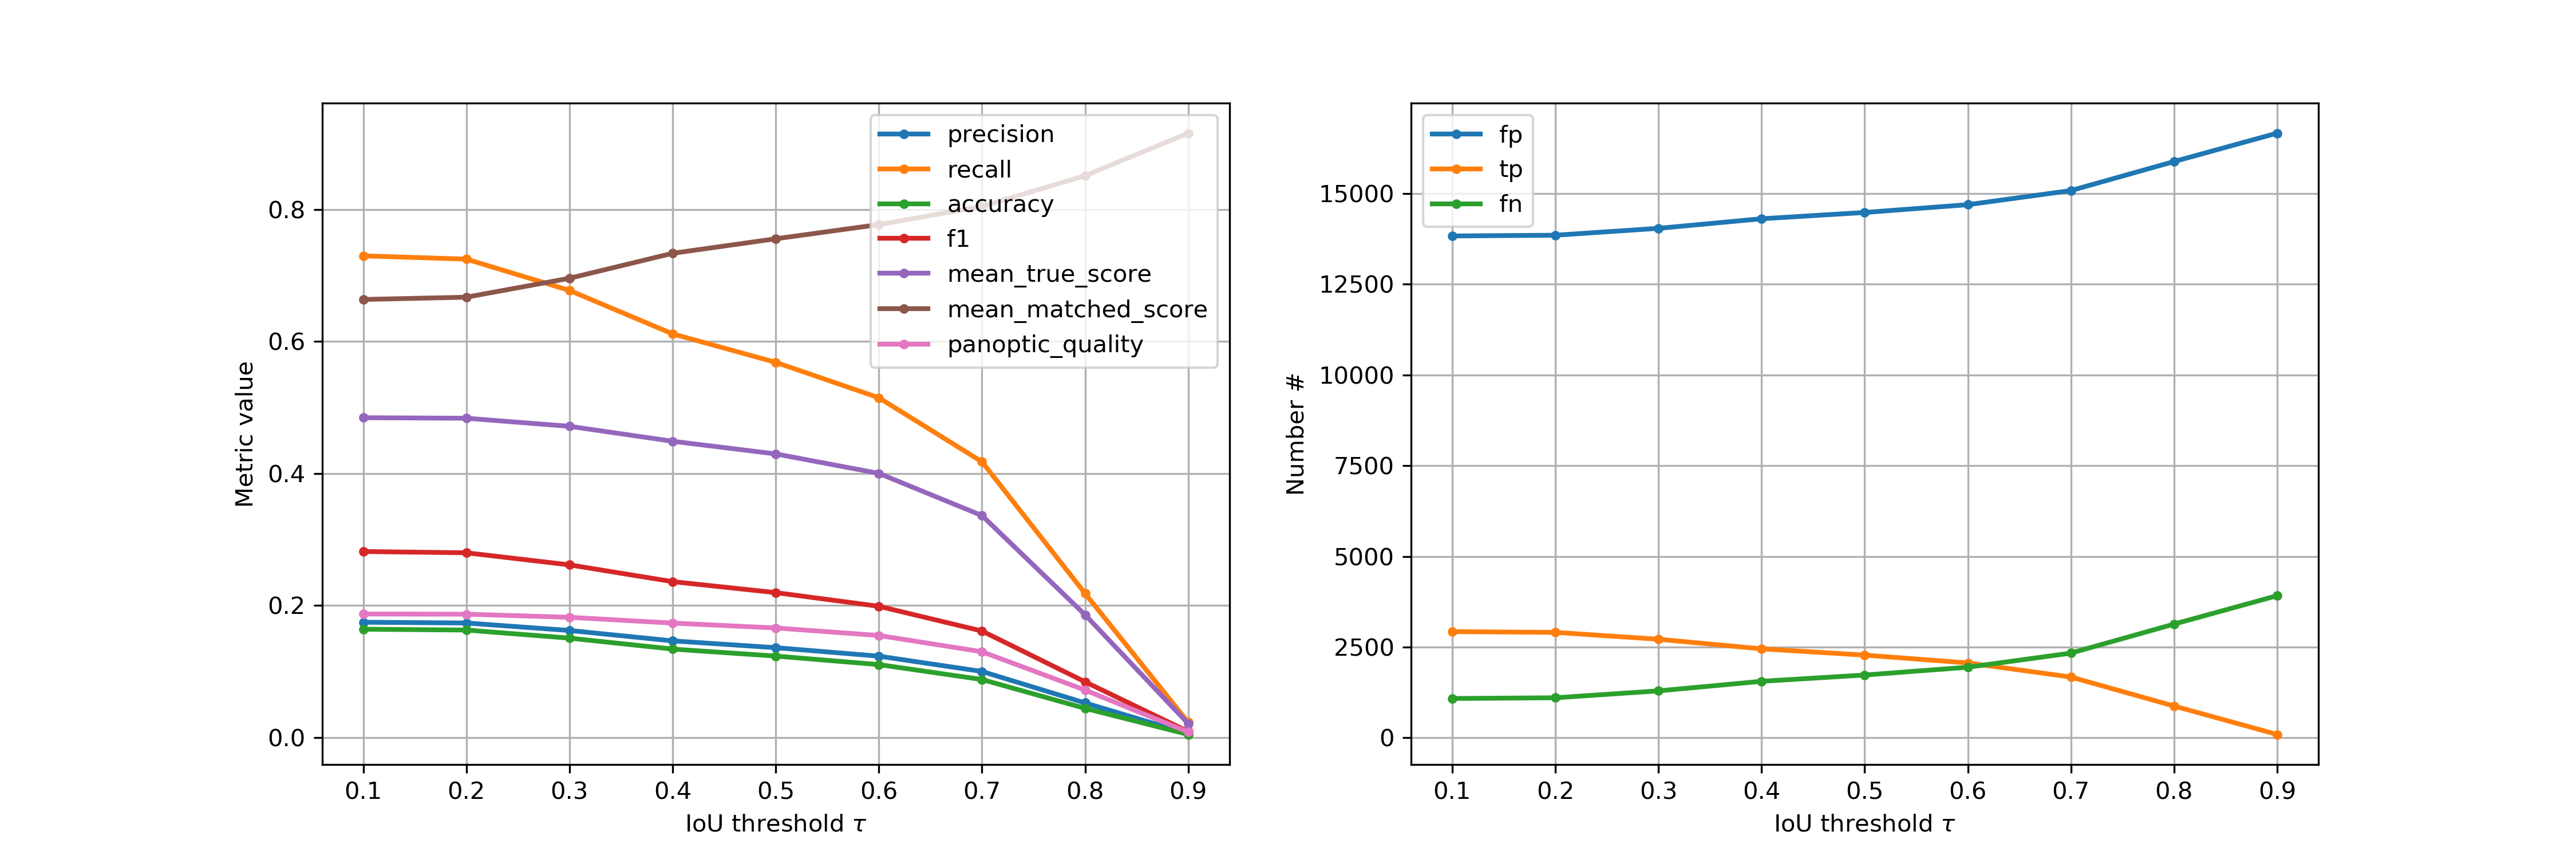 precision
recall
accuracy
f1
mean_true_score
mean_matched_score
panoptic_quality
0.8
0.6
0.4
0.2
0.0
Metric value
0.1 0.2 0.3 0.4 0.5 0.6 0.7 0.8 0.9
IoU threshold τ
fp
tp
fn
15000
12500
10000
7500
5000
2500
0
Number #
0.1 0.2 0.3 0.4 0.5 0.6 0.7 0.8 0.9
IoU threshold τ